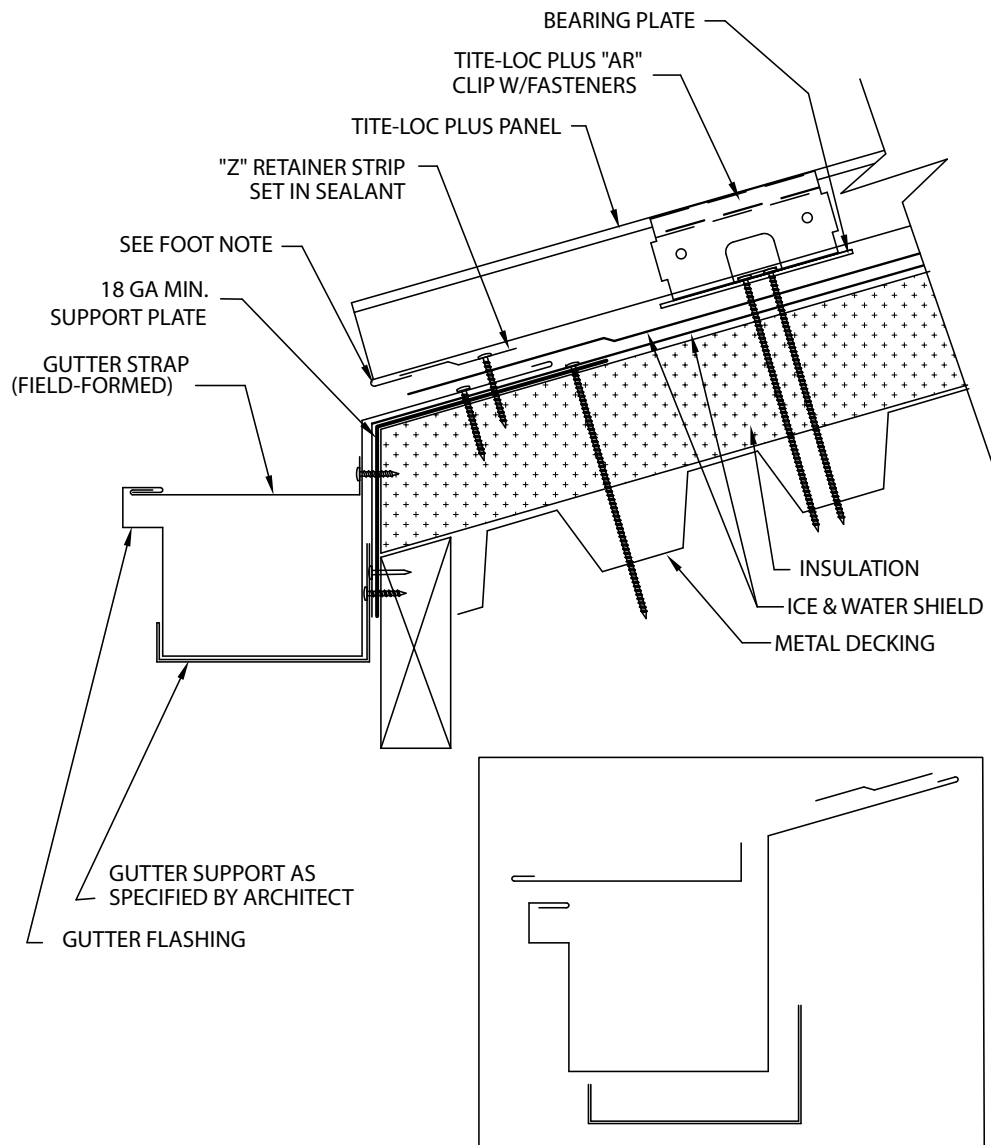 BEARING PLATE
TITE-LOC PLUS "AR"
CLIP W/FASTENERS
TITE-LOC PLUS PANEL
"Z" RETAINER STRIP
SET IN SEALANT
SEE FOOT NOTE
18 GA MIN.
SUPPORT PLATE
GUTTER STRAP
(FIELD-FORMED)
INSULATION
ICE & WATER SHIELD
METAL DECKING
GUTTER SUPPORT AS
SPECIFIED BY ARCHITECT
GUTTER FLASHING